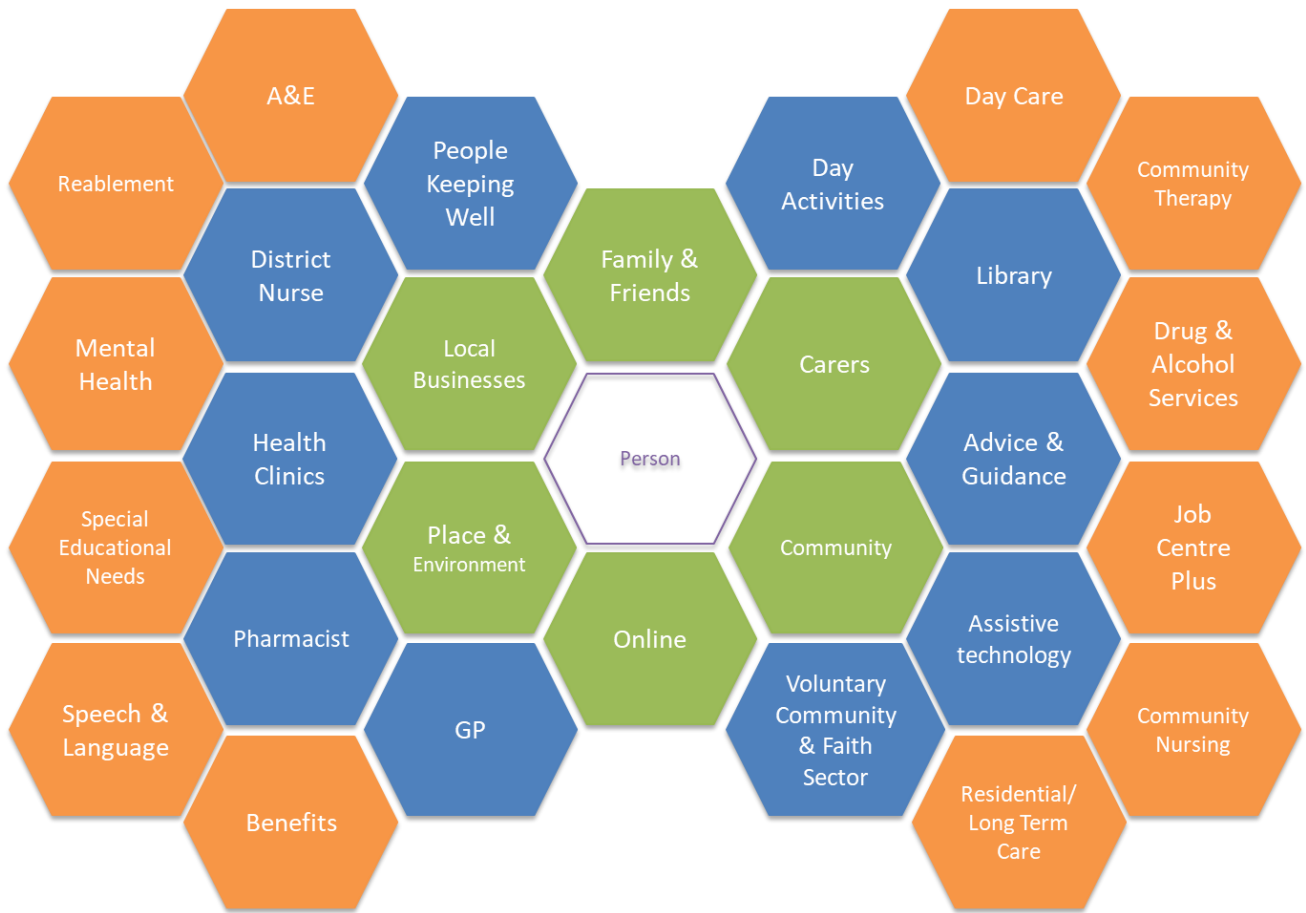 A&E
Day Care
Reablement
People
Keeping
Well
Day
Activities
Community
Therapy
District
Nurse
Family &
Friends
Library
Mental
Health
Local
Businesses
Carers
Drug &
Alcohol
Services
Health
Clinics
Person
Advice &
Guidance
Special
Educational
Needs
Place &
Environment
Community
Job
Centre
Plus
Pharmacist
Online
Assistive
technology
Speech &
Language
GP
Voluntary
Community
& Faith
Sector
Community
Nursing
Benefits
Residential/
Long Term
Care